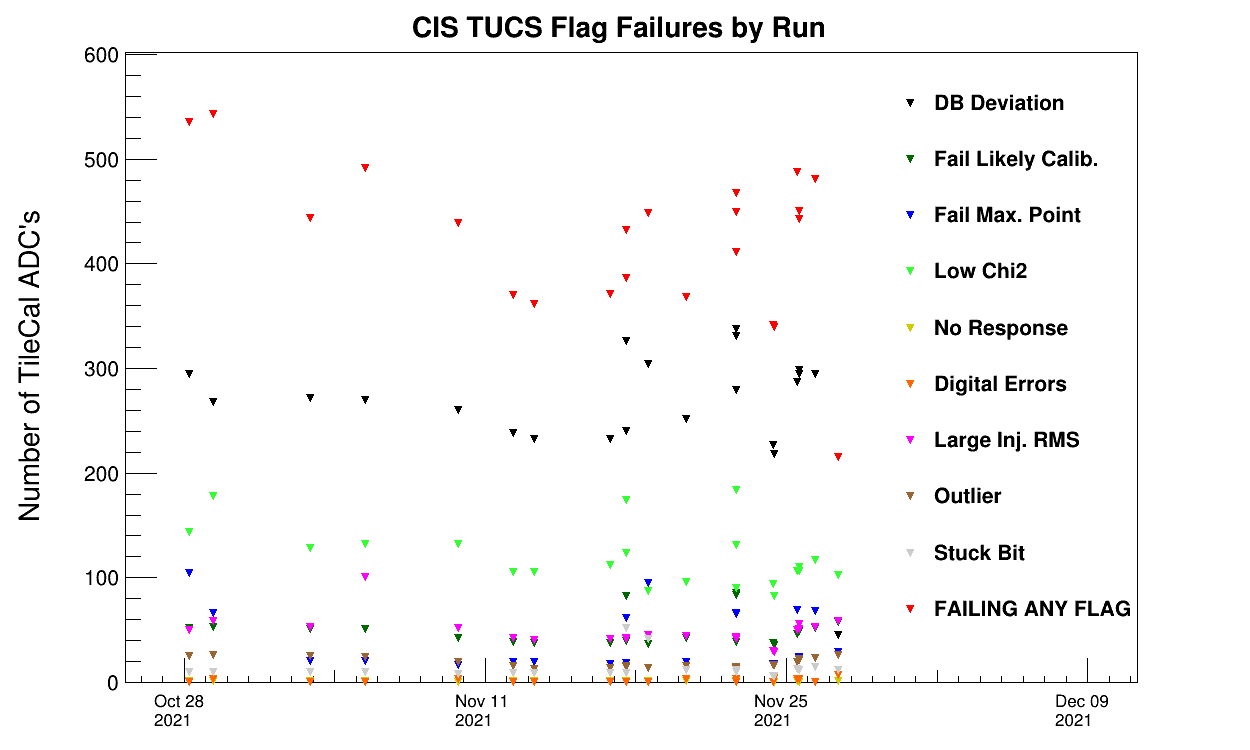 CIS TUCS Flag Failures by Run
Number of TileCal ADC's
600
500
400
300
200
100
0
DB Deviation
Fail Likely Calib.
Fail Max. Point
Low Chi2
No Response
Digital Errors
Large Inj. RMS
Outlier
Stuck Bit
FAILING ANY FLAG
Oct 28
2021
Nov 11
2021
Nov 25
2021
Dec 09
2021